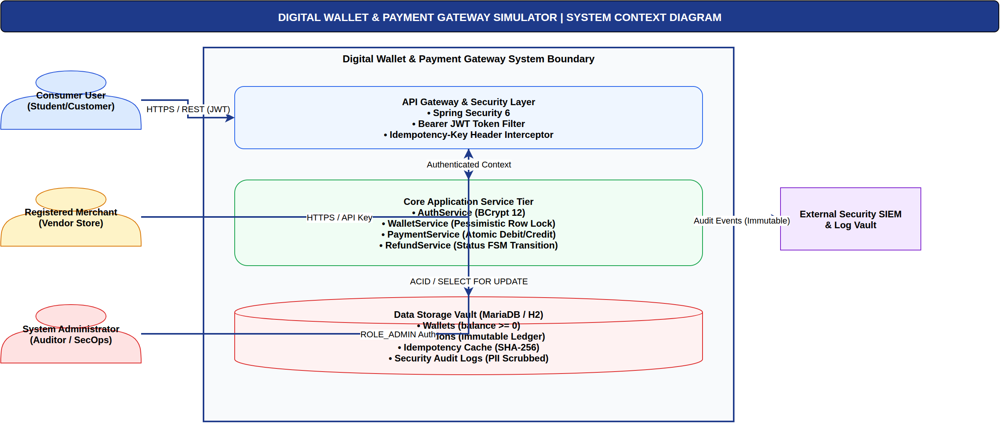 DIGITAL WALLET & PAYMENT GATEWAY SIMULATOR | SYSTEM CONTEXT DIAGRAM
Digital Wallet & Payment Gateway System Boundary
Consumer User
(Student/Customer)
HTTPS / REST (JWT)
API Gateway & Security Layer
• Spring Security 6
• Bearer JWT Token Filter
• Idempotency-Key Header Interceptor
Authenticated Context
Registered Merchant
(Vendor Store)
HTTPS / API Key
Core Application Service Tier
• AuthService (BCrypt 12)
• WalletService (Pessimistic Row Lock)
• PaymentService (Atomic Debit/Credit)
• RefundService (Status FSM Transition)
Audit Events (Immutable)
External Security SIEM
& Log Vault
ACID / SELECT FOR UPDATE
System Administrator
(Auditor / SecOps)
ROLE_ADMIN Auth
Data Storage Vault (MariaDB / H2)
• Wallets (balance >= 0)
(Immutable Ledger)
• Idempotency Cache (SHA-256)
• Security Audit Logs (PII Scrubbed)